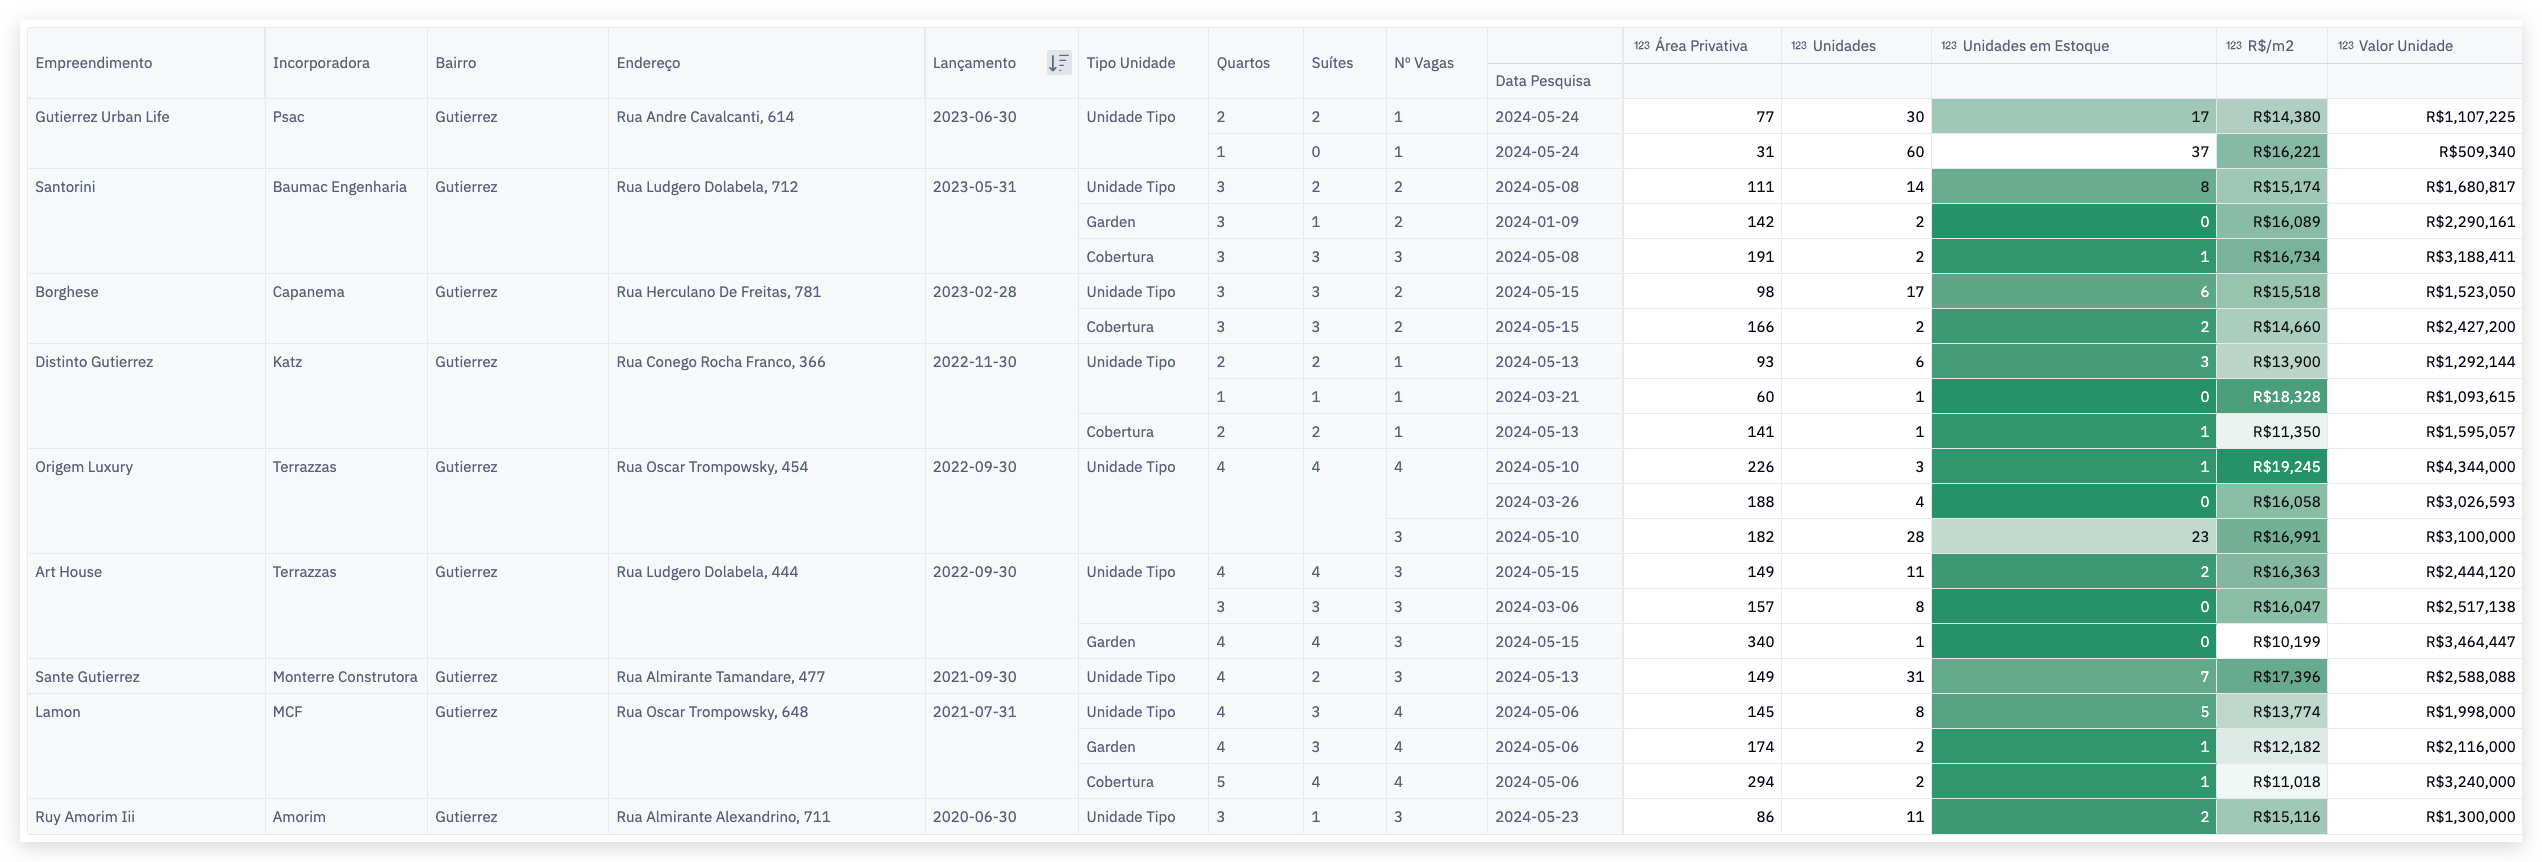 Empreendimento Incorporadora Bairro Endereço Lançamento Tipo Unidade Quartos Suítes Nº Vagas 123 Área Privativa 123 Unidades 123 Unidades em Estoque 123 R$/m2 123 Valor Unidade
Data Pesquisa
Gutierrez Urban Life Psac Gutierrez Rua Andre Cavalcanti, 614 2023-06-30 Unidade Tipo 2 2 1 2024-05-24 77 30 17 R$14,380 R$1,107,225
1 0 1 2024-05-24 31 60 37 R$16,221 R$509,340
Santorini Baumac Engenharia Gutierrez Rua Ludgero Dolabela, 712 2023-05-31 Unidade Tipo 3 2 2 2024-05-08 111 14 8 R$15,174 R$1,680,817
Garden 3 1 2 2024-01-09 142 2 0 R$16,089 R$2,290,161
Cobertura 3 3 3 2024-05-08 191 2 1 R$16,734 R$3,188,411
Borghese Capanema Gutierrez Rua Herculano De Freitas, 781 2023-02-28 Unidade Tipo 3 3 2 2024-05-15 98 17 6 R$15,518 R$1,523,050
Cobertura 3 3 2 2024-05-15 166 2 2 R$14,660 R$2,427,200
Distinto Gutierrez Katz Gutierrez Rua Conego Rocha Franco, 366 2022-11-30 Unidade Tipo 2 2 1 2024-05-13 93 6 3 R$13,900 R$1,292,144
1 1 1 2024-03-21 60 1 0 R$18,328 R$1,093,615
Cobertura 2 2 1 2024-05-13 141 1 1 R$11,350 R$1,595,057
Origem Luxury Terrazzas Gutierrez Rua Oscar Trompowsky, 454 2022-09-30 Unidade Tipo 4 4 4 2024-05-10 226 3 1 R$19,245 R$4,344,000
2024-03-26 188 4 0 R$16,058 R$3,026,593
3 2024-05-10 182 28 23 R$16,991 R$3,100,000
Art House Terrazzas Gutierrez Rua Ludgero Dolabela, 444 2022-09-30 Unidade Tipo 4 4 3 2024-05-15 149 11 2 R$16,363 R$2,444,120
3 3 3 2024-03-06 157 8 0 R$16,047 R$2,517,138
Garden 4 4 3 2024-05-15 340 1 0 R$10,199 R$3,464,447
Sante Gutierrez Monterre Construtora Gutierrez Rua Almirante Tamandare, 477 2021-09-30 Unidade Tipo 4 2 3 2024-05-13 149 31 7 R$17,396 R$2,588,088
Lamon MCF Gutierrez Rua Oscar Trompowsky, 648 2021-07-31 Unidade Tipo 4 3 4 2024-05-06 145 8 5 R$13,774 R$1,998,000
Garden 4 3 4 2024-05-06 174 2 1 R$12,182 R$2,116,000
Cobertura 5 4 4 2024-05-06 294 2 1 R$11,018 R$3,240,000
Ruy Amorim Iii Amorim Gutierrez Rua Almirante Alexandrino, 711 2020-06-30 Unidade Tipo 3 1 3 2024-05-23 86 11 2 R$15,116 R$1,300,000